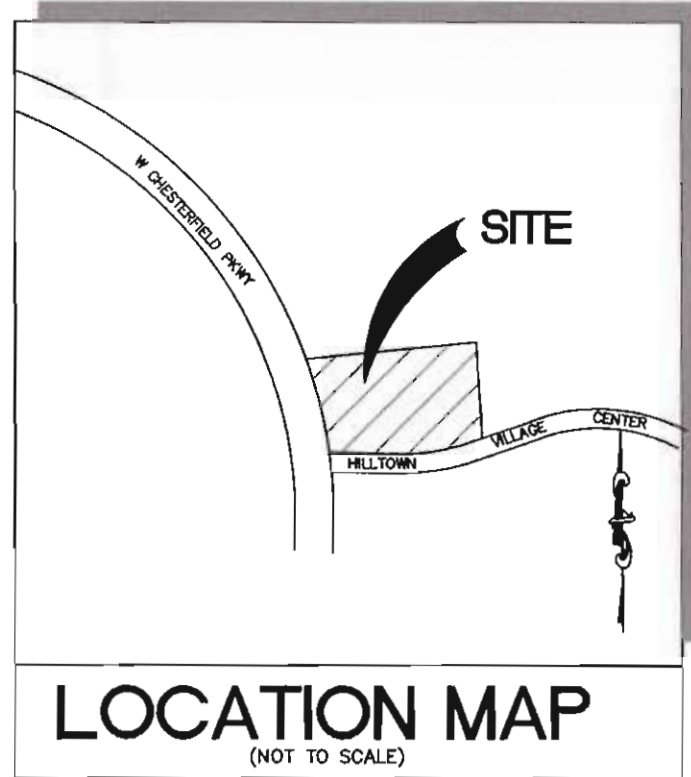 W CHESTERFIELD PKWY
SITE
HILLTOWN VILLAGE CENTER
LOCATION MAP
(NOT TO SCALE)